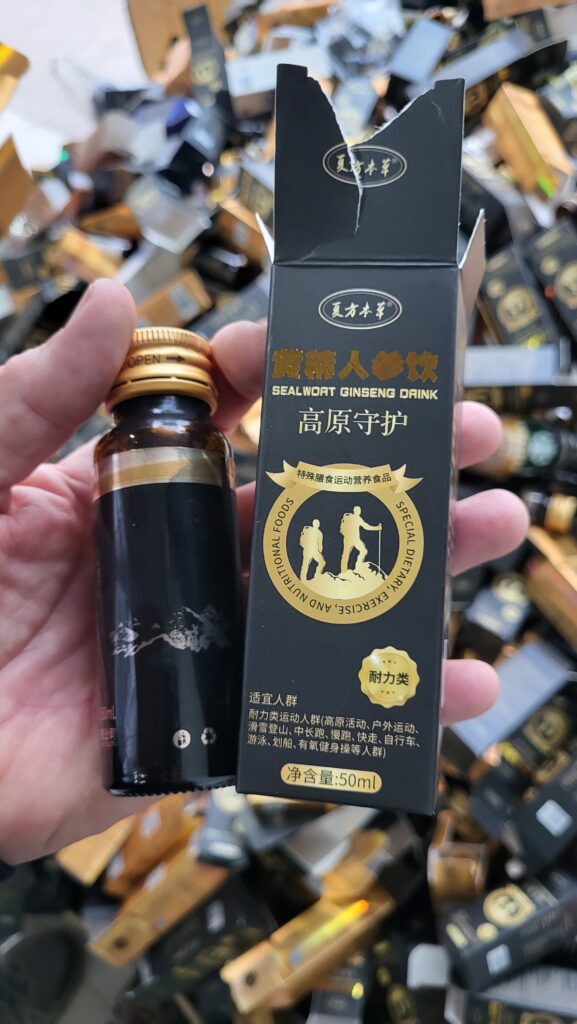 夏方本草®
夏方本草®
黄精人参饮
SEALWORT GINSENG DRINK
高原守护
特殊膳食运动营养食品
SPECIAL DIETARY, EXERCISE, AND NUTRITIONAL FOODS
耐力类
适宜人群
耐力类运动人群(高原活动、户外运动、
滑雪登山、中长跑、慢跑、快走、自行车、
游泳、划船、有氧健身操等人群)
净含量:50ml
OPEN